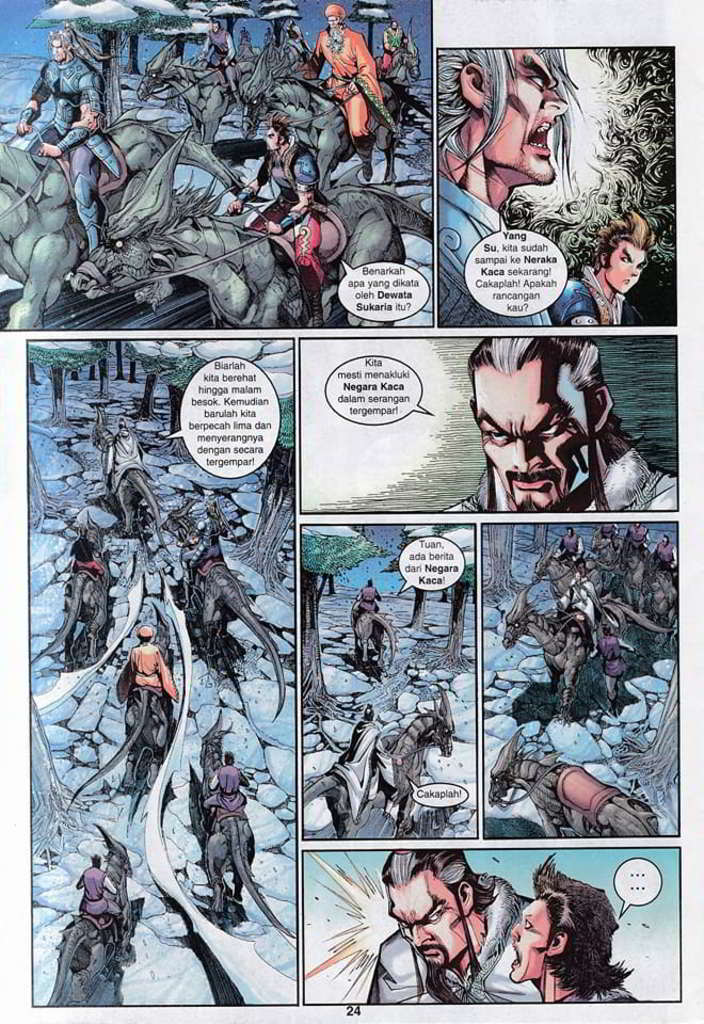 Benarkah
apa yang dikata
oleh Dewata
Sukaria itu?
Yang
Su, kita sudah
sampai ke Neraka
Kaca sekarang!
Cakaplah! Apakah
rancangan
kau?
Biarlah
kita berehat
hingga malam
besok. Kemudian
barulah kita
berpecah lima dan
menyerangnya
dengan secara
tergempar!
Kita
mesti menakluki
Negara Kaca
dalam serangan
tergempar!
Tuan,
ada berita
dari Negara
Kaca!
Cakaplah!
...
...
24